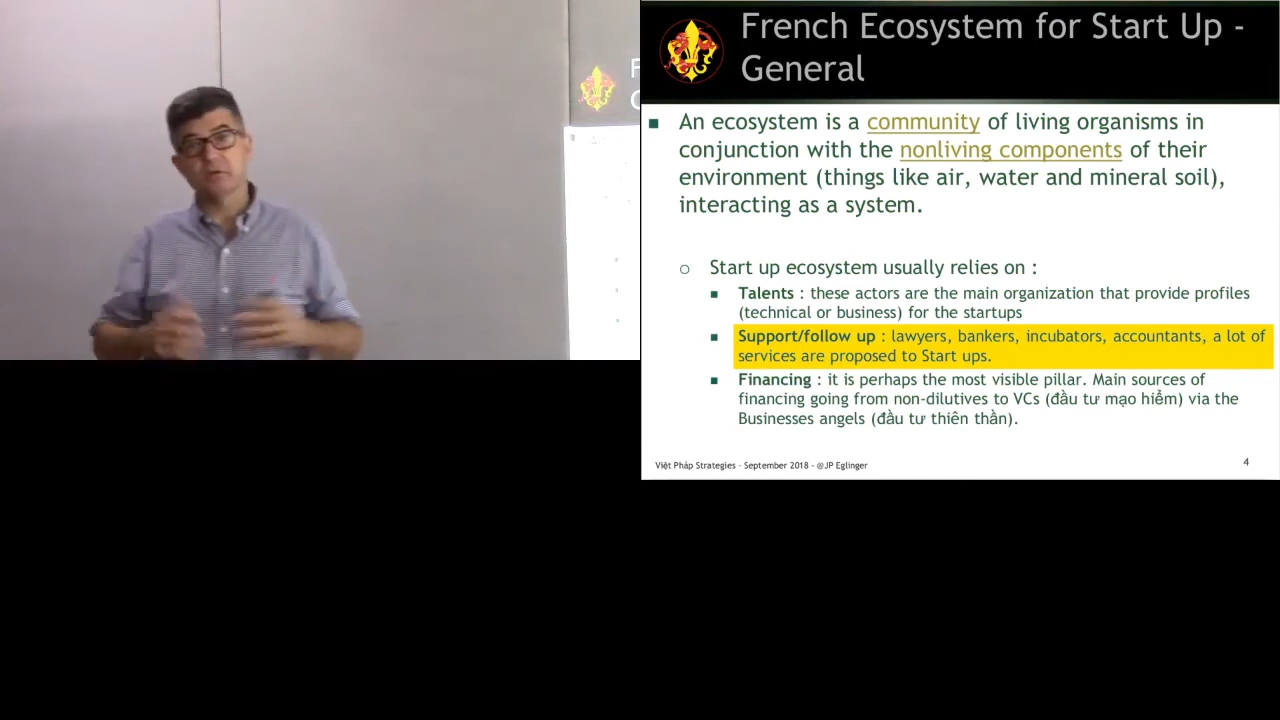 French Ecosystem for Start Up -
General
An ecosystem is a community of living organisms in
conjunction with the nonliving components of their
environment (things like air, water and mineral soil),
interacting as a system.
Start up ecosystem usually relies on :
Talents : these actors are the main organization that provide profiles
(technical or business) for the startups
Support/follow up : lawyers, bankers, incubators, accountants, a lot of
services are proposed to Start ups.
Financing : it is perhaps the most visible pillar. Main sources of
financing going from non-dilutives to VCs (đầu tư mạo hiểm) via the
Businesses angels (đầu tư thiên thần).
Việt Pháp Strategies – September 2018 - @JP Eglinger
4